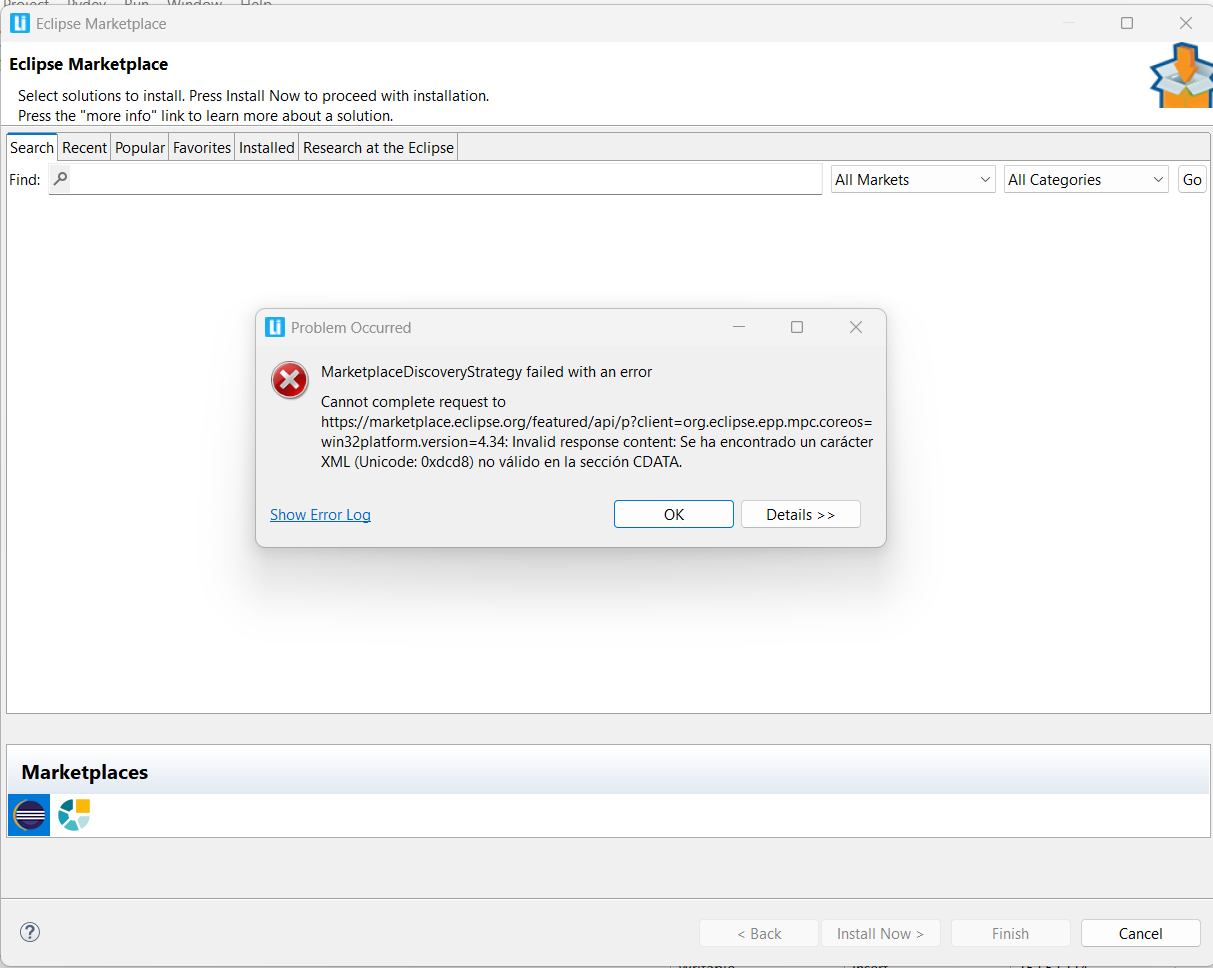 Project Pydev Run Window Help
Eclipse Marketplace
Eclipse Marketplace
Select solutions to install. Press Install Now to proceed with installation.
Press the "more info" link to learn more about a solution.
Search Recent Popular Favorites Installed Research at the Eclipse
Find: All Markets All Categories Go
Problem Occurred
MarketplaceDiscoveryStrategy failed with an error
Cannot complete request to
https://marketplace.eclipse.org/featured/api/p?client=org.eclipse.epp.mpc.coreos=
win32platform.version=4.34: Invalid response content: Se ha encontrado un carácter
XML (Unicode: 0xdcd8) no válido en la sección CDATA.
Show Error Log OK Details >>
Marketplaces
< Back Install Now > Finish Cancel
Writable Insert